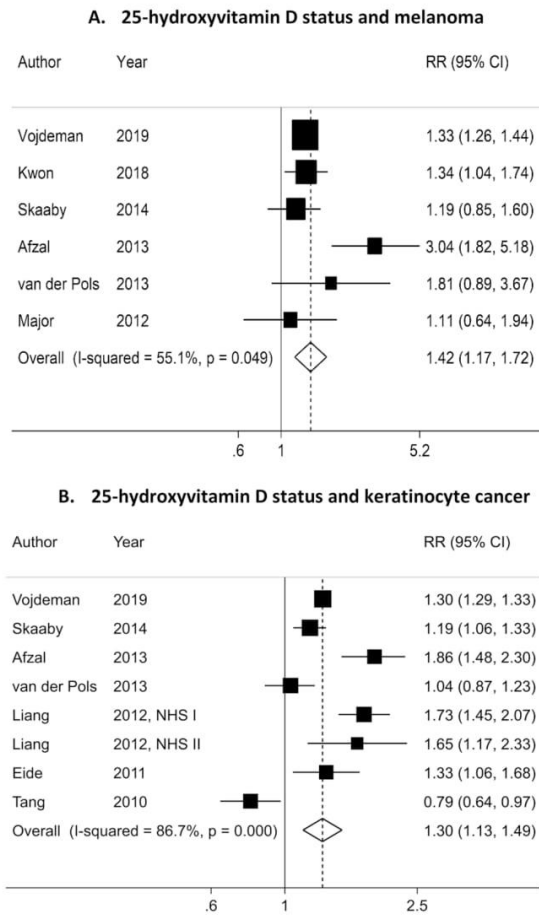 A. 25-hydroxyvitamin D status and melanoma
Author Year RR (95% CI)
Vojdeman 2019 1.33 (1.26, 1.44)
Kwon 2018 1.34 (1.04, 1.74)
Skaaby 2014 1.19 (0.85, 1.60)
Afzal 2013 3.04 (1.82, 5.18)
van der Pols 2013 1.81 (0.89, 3.67)
Major 2012 1.11 (0.64, 1.94)
Overall (I-squared = 55.1%, p = 0.049) 1.42 (1.17, 1.72)
.6 1 5.2
B. 25-hydroxyvitamin D status and keratinocyte cancer
Author Year RR (95% CI)
Vojdeman 2019 1.30 (1.29, 1.33)
Skaaby 2014 1.19 (1.06, 1.33)
Afzal 2013 1.86 (1.48, 2.30)
van der Pols 2013 1.04 (0.87, 1.23)
Liang 2012, NHS I 1.73 (1.45, 2.07)
Liang 2012, NHS II 1.65 (1.17, 2.33)
Eide 2011 1.33 (1.06, 1.68)
Tang 2010 0.79 (0.64, 0.97)
Overall (I-squared = 86.7%, p = 0.000) 1.30 (1.13, 1.49)
.6 1 2.5